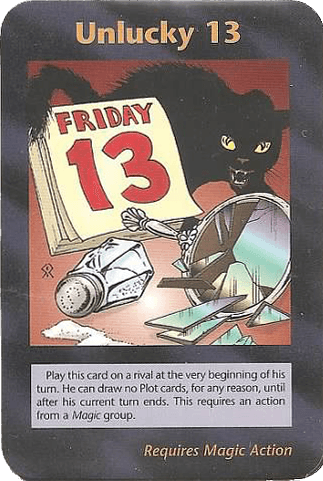 Unlucky 13
FRIDAY
13
Play this card on a rival at the very beginning of his
turn. He can draw no Plot cards, for any reason, until
after his current turn ends. This requires an action
from a Magic group.
Requires Magic Action